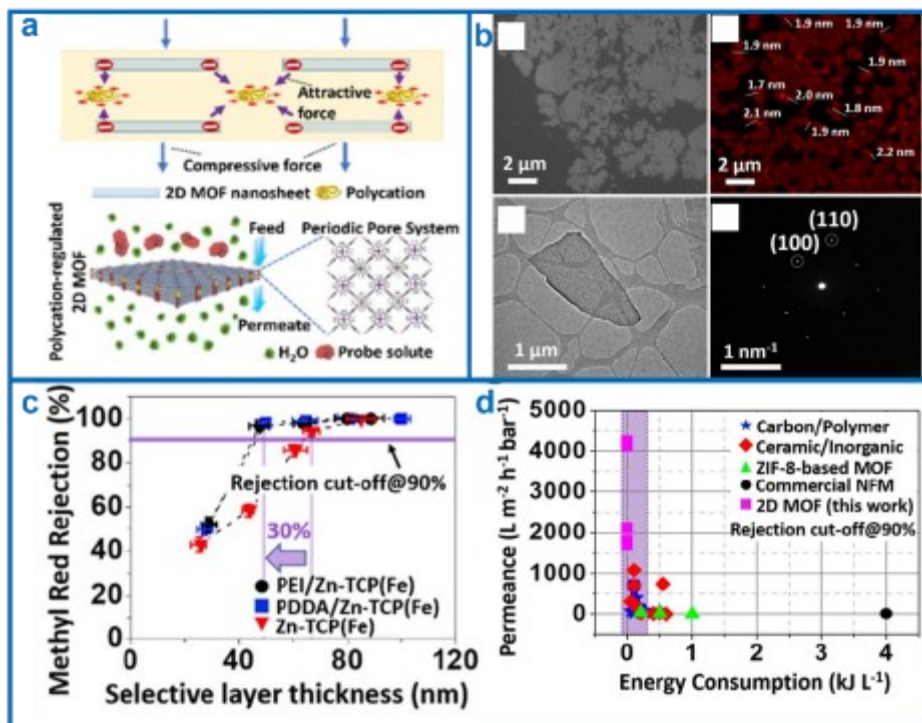 a
Attractive
force
Compressive force
2D MOF nanosheet
Polycation
Polycation-regulated
2D MOF
Feed
Periodic Pore System
Permeate
H₂O
Probe solute
b
2 μm
1.9 nm
1.9 nm
1.9 nm
1.9 nm
1.7 nm
2.0 nm
1.8 nm
2.1 nm
1.9 nm
2.2 nm
2 μm
1 μm
(110)
(100)
1 nm⁻¹
c
Methyl Red Rejection (%)
100
80
60
40
20
0
Rejection cut-off@90%
30%
PEI/Zn-TCP(Fe)
PDDA/Zn-TCP(Fe)
Zn-TCP(Fe)
0 40 80 120
Selective layer thickness (nm)
d
Permeance (L m⁻² h⁻¹ bar⁻¹)
5000
4000
3000
2000
1000
0
Carbon/Polymer
Ceramic/Inorganic
ZIF-8-based MOF
Commercial NFM
2D MOF (this work)
Rejection cut-off@90%
0 1 2 3 4
Energy Consumption (kJ L⁻¹)